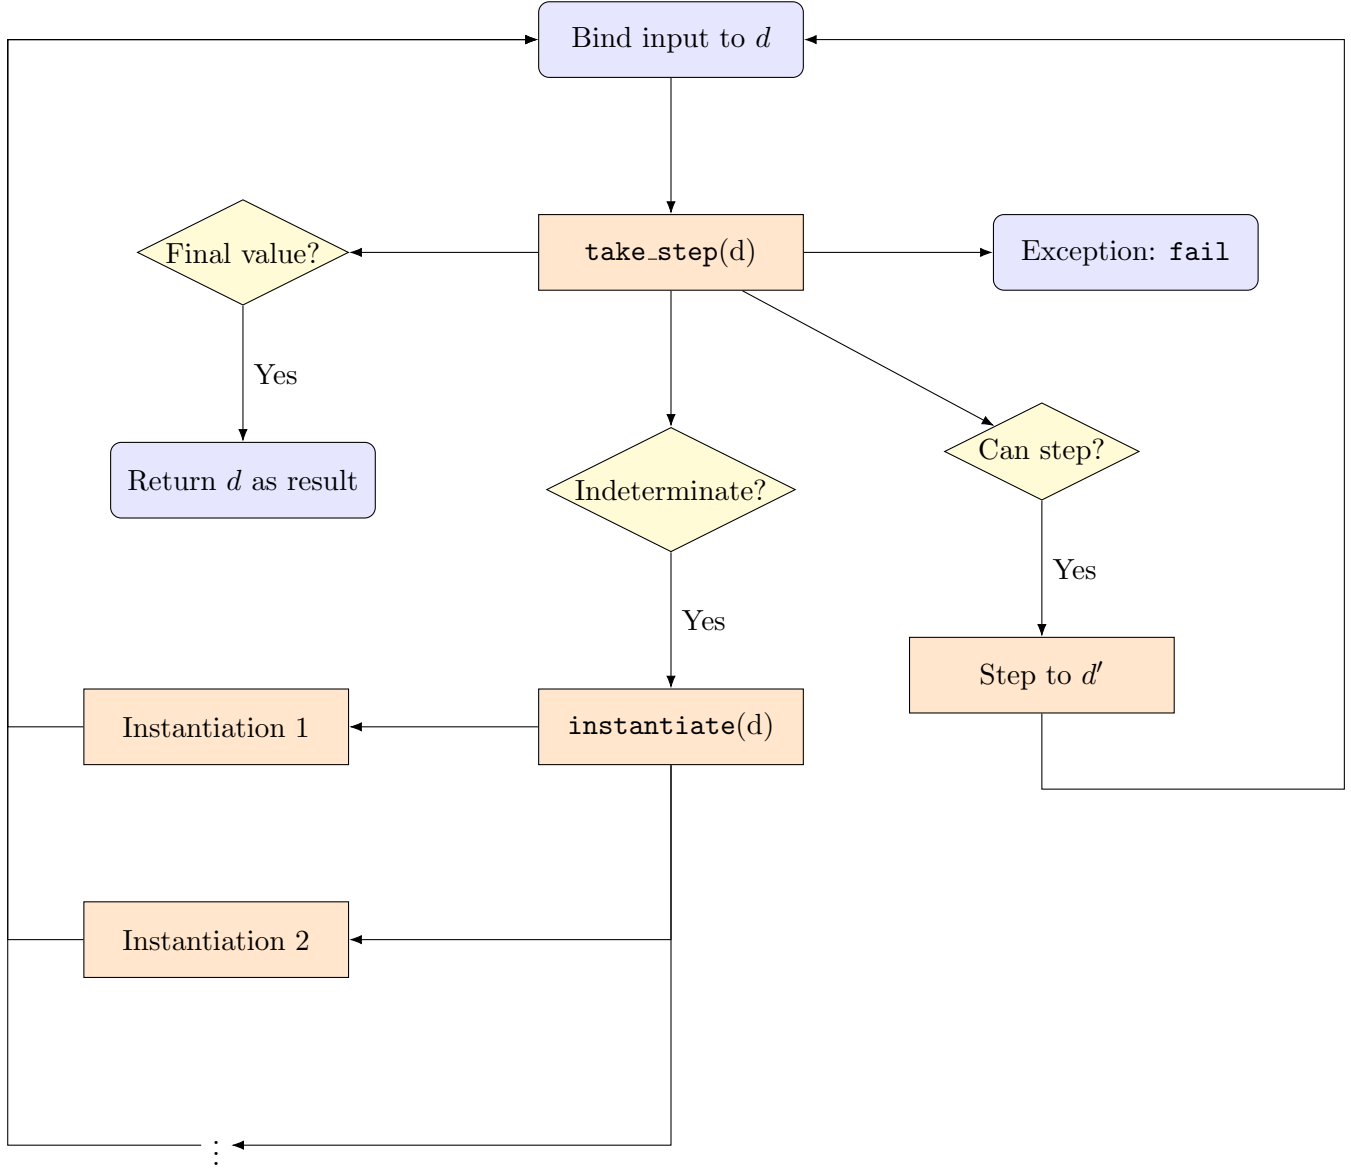 Bind input to d
Final value?
take_step(d)
Exception: fail
Yes
Can step?
Return d as result
Indeterminate?
Yes
Yes
Step to d′
Instantiation 1
instantiate(d)
Instantiation 2
⋮